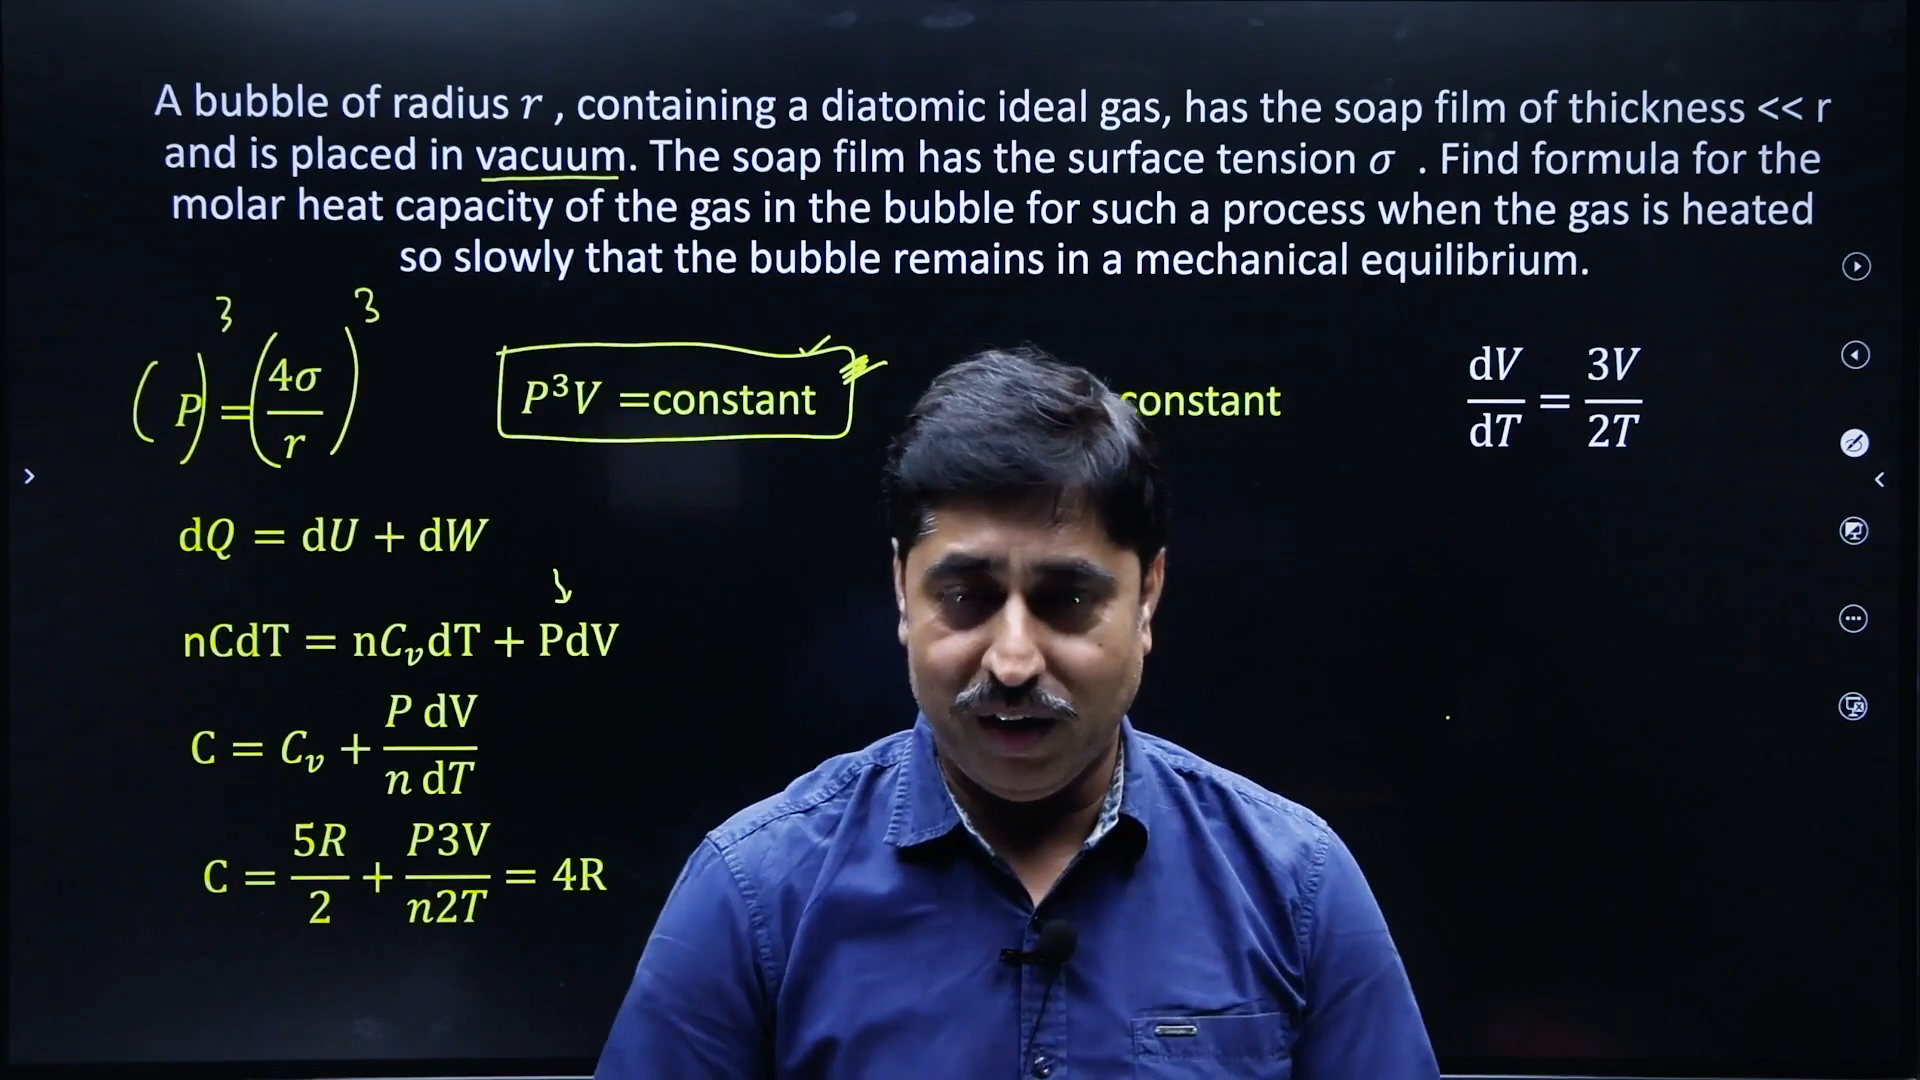 A bubble of radius r , containing a diatomic ideal gas, has the soap film of thickness << r
and is placed in vacuum. The soap film has the surface tension σ . Find formula for the
molar heat capacity of the gas in the bubble for such a process when the gas is heated
so slowly that the bubble remains in a mechanical equilibrium.
(P)³ = (4σ/r)³
P³V =constant
constant
dV/dT = 3V/2T
dQ = dU + dW
nCdT = nCᵥdT + PdV
C = Cᵥ + P dV/n dT
C = 5R/2 + P3V/n2T = 4R